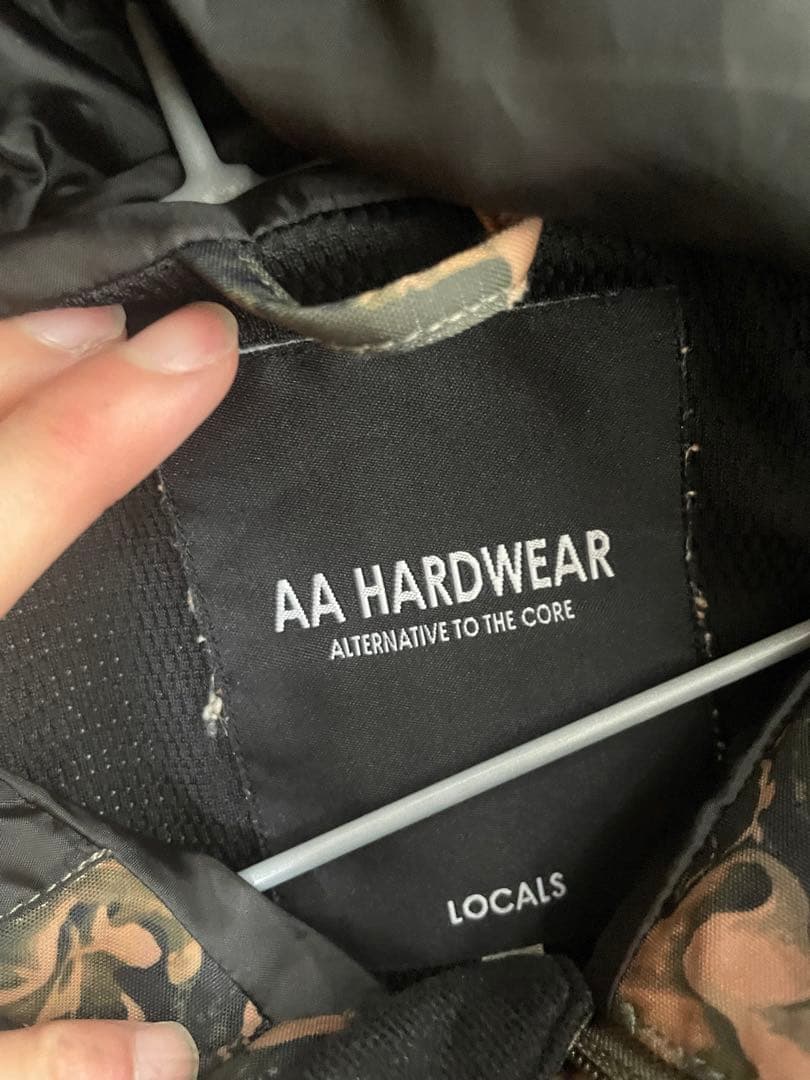 AA HARDWEAR
ALTERNATIVE TO THE CORE
LOCALS